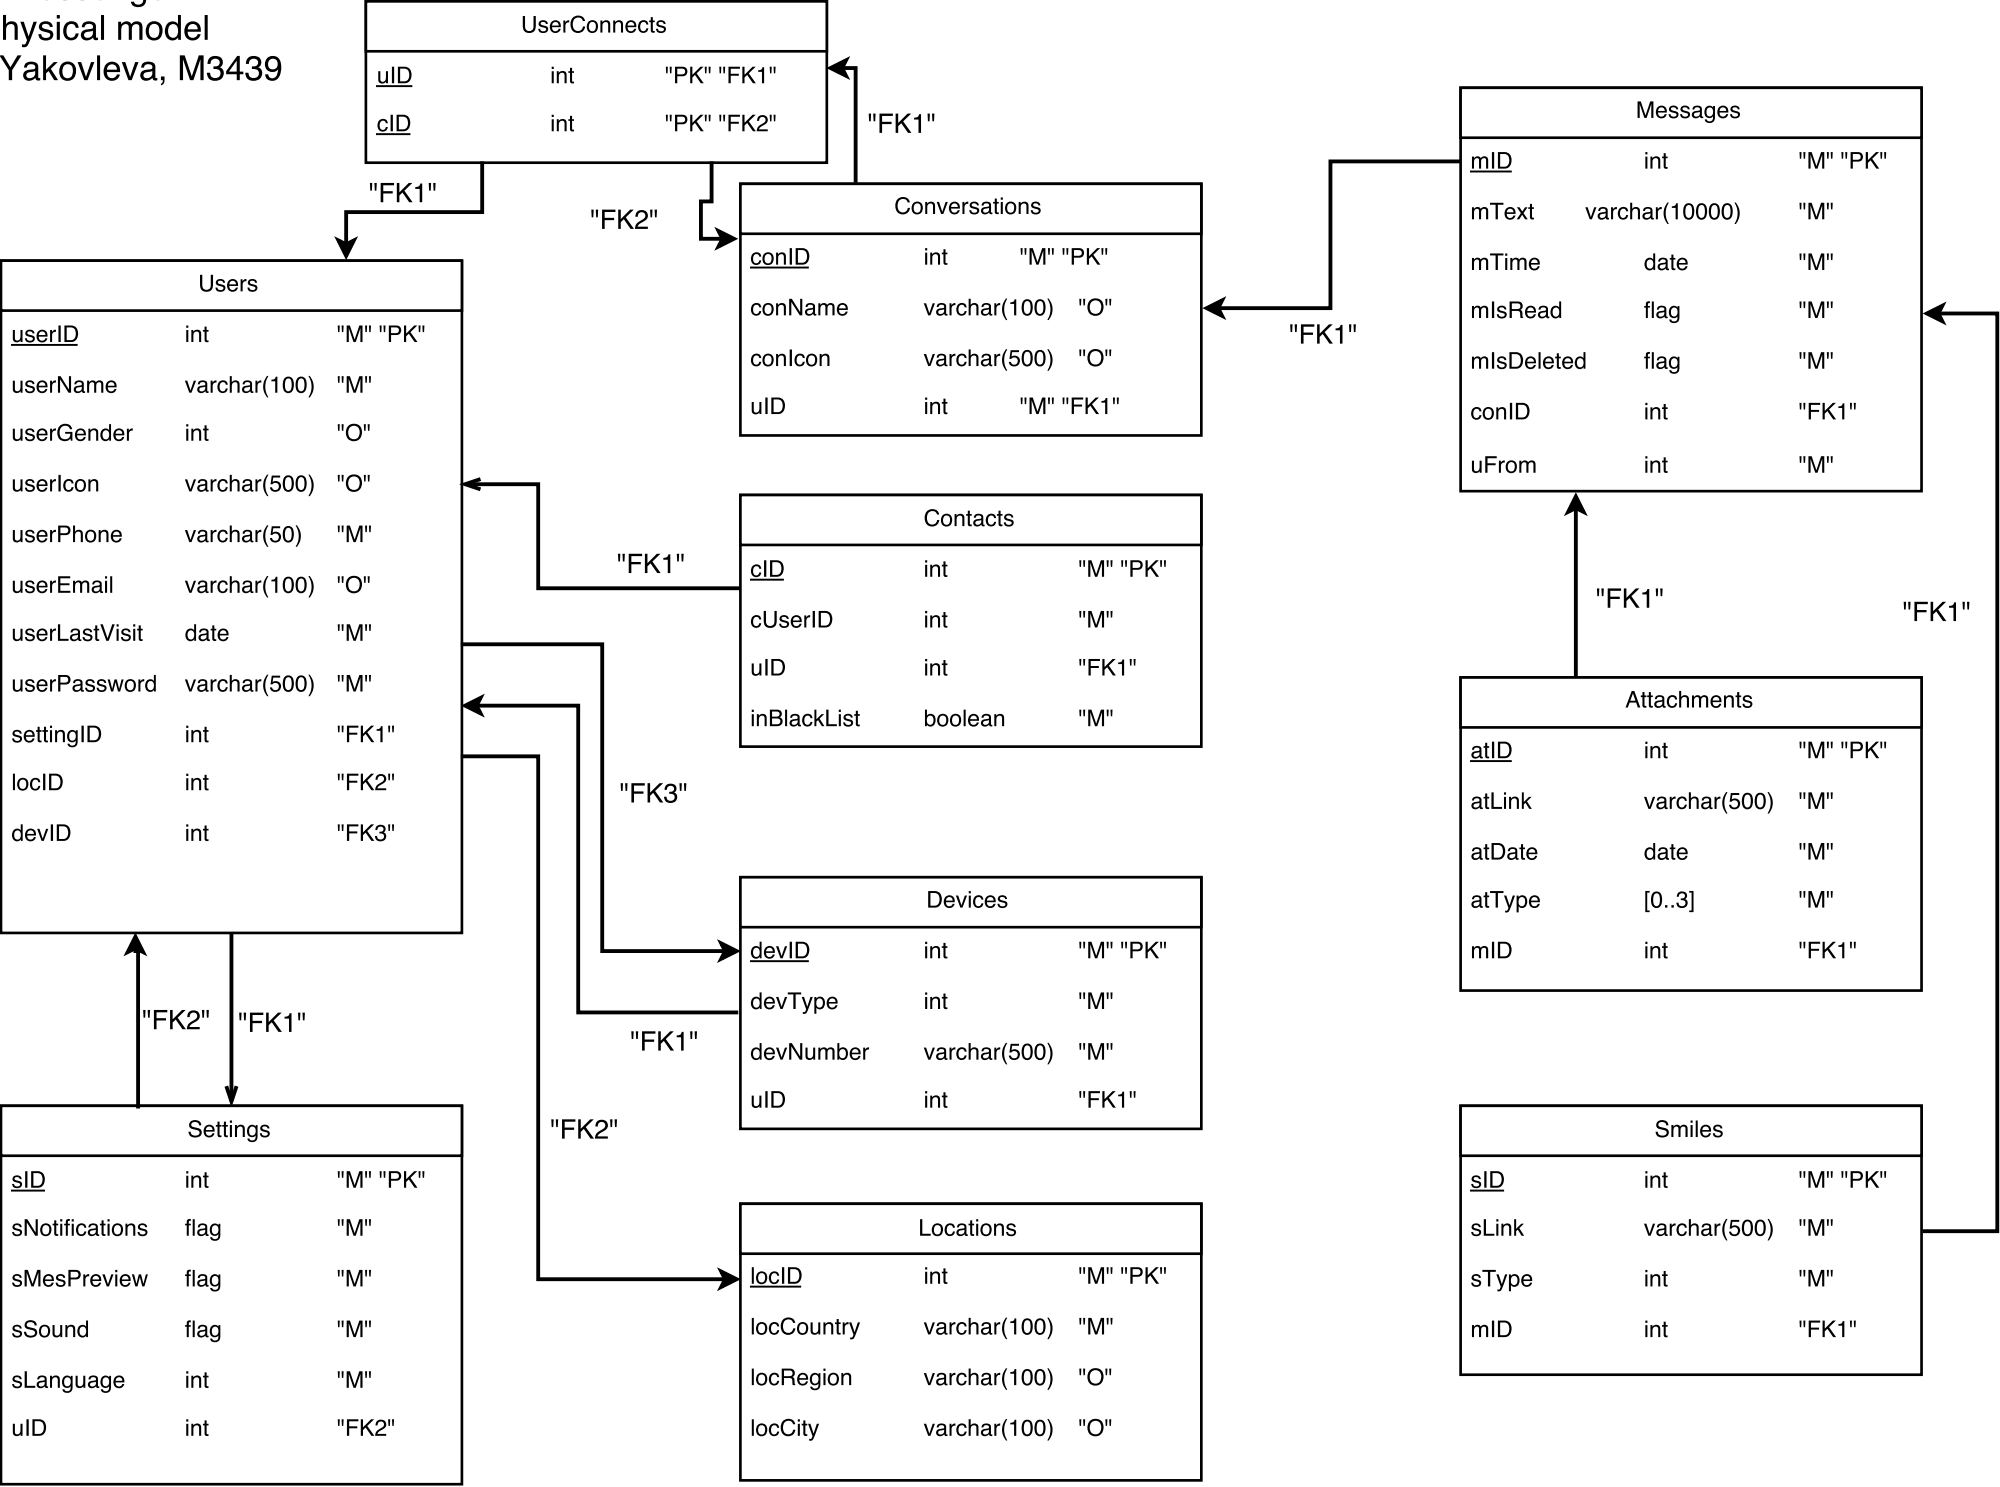 hysical model
Yakovleva, M3439
UserConnects
uID int "PK" "FK1"
cID int "PK" "FK2"
"FK1"
"FK1"
"FK2"
Conversations
conID int "M" "PK"
conName varchar(100) "O"
conIcon varchar(500) "O"
uID int "M" "FK1"
"FK1"
Messages
mID int "M" "PK"
mText varchar(10000) "M"
mTime date "M"
mIsRead flag "M"
mIsDeleted flag "M"
conID int "FK1"
uFrom int "M"
Users
userID int "M" "PK"
userName varchar(100) "M"
userGender int "O"
userIcon varchar(500) "O"
userPhone varchar(50) "M"
userEmail varchar(100) "O"
userLastVisit date "M"
userPassword varchar(500) "M"
settingID int "FK1"
locID int "FK2"
devID int "FK3"
"FK1"
Contacts
cID int "M" "PK"
cUserID int "M"
uID int "FK1"
inBlackList boolean "M"
"FK1"
"FK1"
Attachments
atID int "M" "PK"
atLink varchar(500) "M"
atDate date "M"
atType [0..3] "M"
mID int "FK1"
"FK3"
Devices
devID int "M" "PK"
devType int "M"
devNumber varchar(500) "M"
uID int "FK1"
"FK1"
"FK2"
"FK1"
"FK2"
Settings
sID int "M" "PK"
sNotifications flag "M"
sMesPreview flag "M"
sSound flag "M"
sLanguage int "M"
uID int "FK2"
Locations
locID int "M" "PK"
locCountry varchar(100) "M"
locRegion varchar(100) "O"
locCity varchar(100) "O"
Smiles
sID int "M" "PK"
sLink varchar(500) "M"
sType int "M"
mID int "FK1"